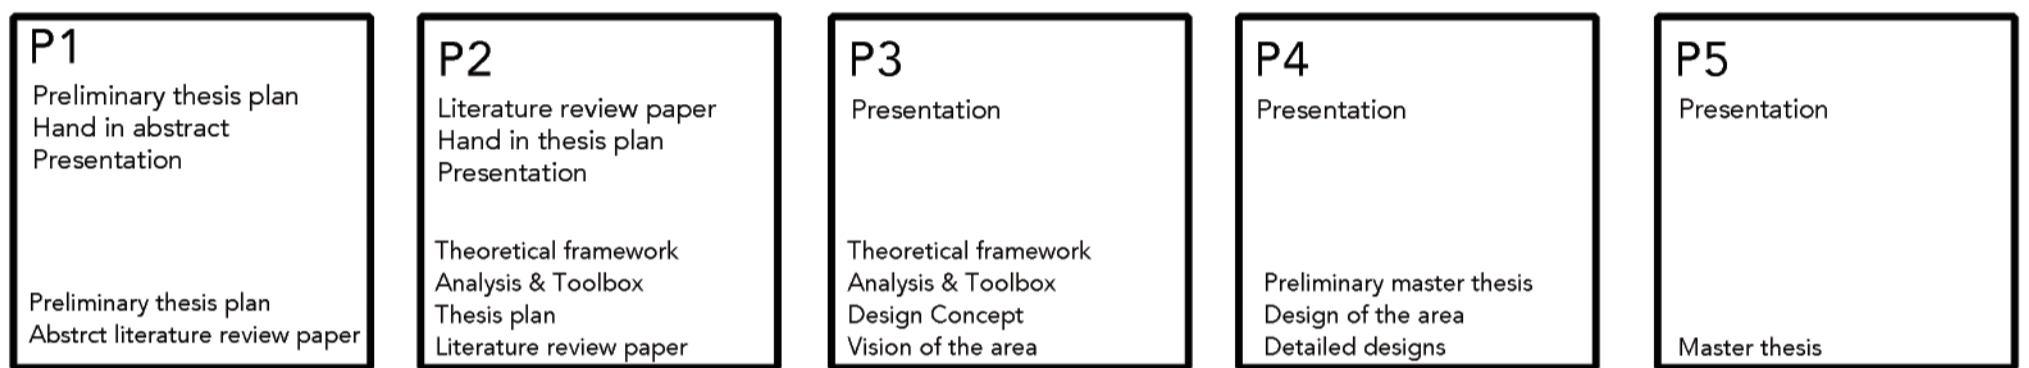 P1
Preliminary thesis plan
Hand in abstract
Presentation
Preliminary thesis plan
Abstrct literature review paper
P2
Literature review paper
Hand in thesis plan
Presentation
Theoretical framework
Analysis & Toolbox
Thesis plan
Literature review paper
P3
Presentation
Theoretical framework
Analysis & Toolbox
Design Concept
Vision of the area
P4
Presentation
Preliminary master thesis
Design of the area
Detailed designs
P5
Presentation
Master thesis